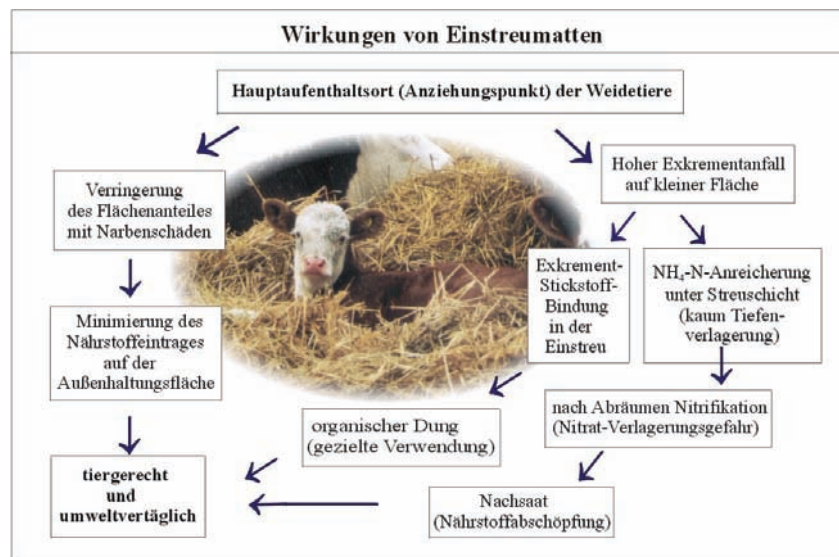 Wirkungen von Einstreumatten
Hauptaufenthaltsort (Anziehungspunkt) der Weidetiere
Verringerung
des Flächenanteiles
mit Narbenschäden
Hoher Exkrementanfall
auf kleiner Fläche
Exkrement-
Stickstoff-
Bindung
in der
Einstreu
NH₄-N-Anreicherung
unter Streuschicht
(kaum Tiefen-
verlagerung)
Minimierung des
Nährstoffeintrages
auf der
Außenhaltungsfläche
organischer Dung
(gezielte Verwendung)
nach Abräumen Nitrifikation
(Nitrat-Verlagerungsgefahr)
tiergerecht
und
umweltvertäglich
Nachsaat
(Nährstoffabschöpfung)